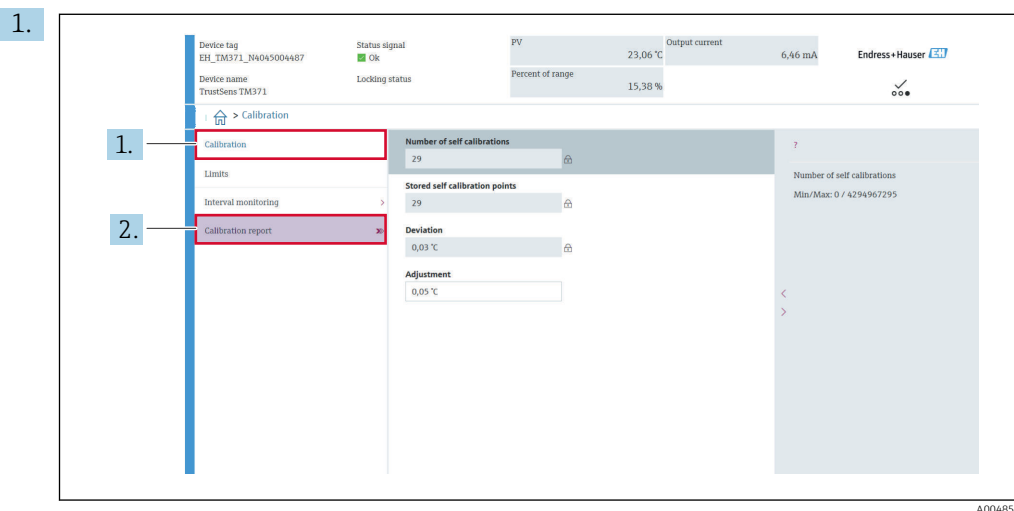 1.
Device tag
EH_TM371_N4045004487
Status signal
Ok
PV
23,06 °C
Output current
6,46 mA
Endress+Hauser EH
Device name
TrustSens TM371
Locking status
Percent of range
15,38 %
> Calibration
1.
Calibration
Limits
Interval monitoring >
2.
Calibration report »
Number of self calibrations
29
Stored self calibration points
29
Deviation
0,03 °C
Adjustment
0,05 °C
?
Number of self calibrations
Min/Max: 0 / 4294967295
<
>
A00485